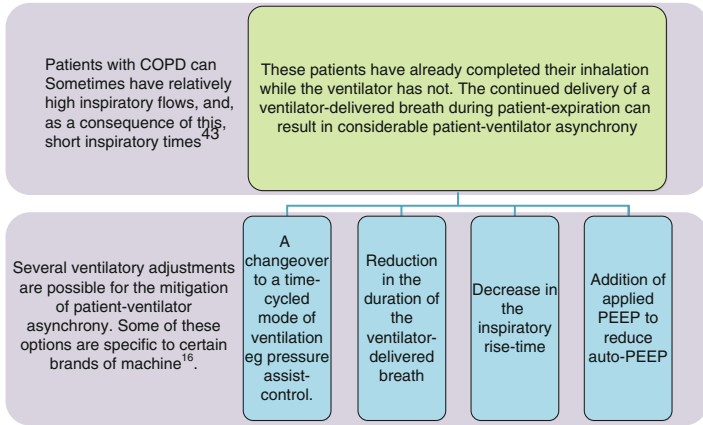 Patients with COPD can
Sometimes have relatively
high inspiratory flows, and,
as a consequence of this,
short inspiratory times43
These patients have already completed their inhalation
while the ventilator has not. The continued delivery of a
ventilator-delivered breath during patient-expiration can
result in considerable patient-ventilator asynchrony
Several ventilatory adjustments
are possible for the mitigation
of patient-ventilator
asynchrony. Some of these
options are specific to certain
brands of machine16.
A
changeover
to a time-
cycled
mode of
ventilation
eg pressure
assist-
control.
Reduction
in the
duration of
the
ventilator-
delivered
breath
Decrease in
the
inspiratory
rise-time
Addition of
applied
PEEP to
reduce
auto-PEEP